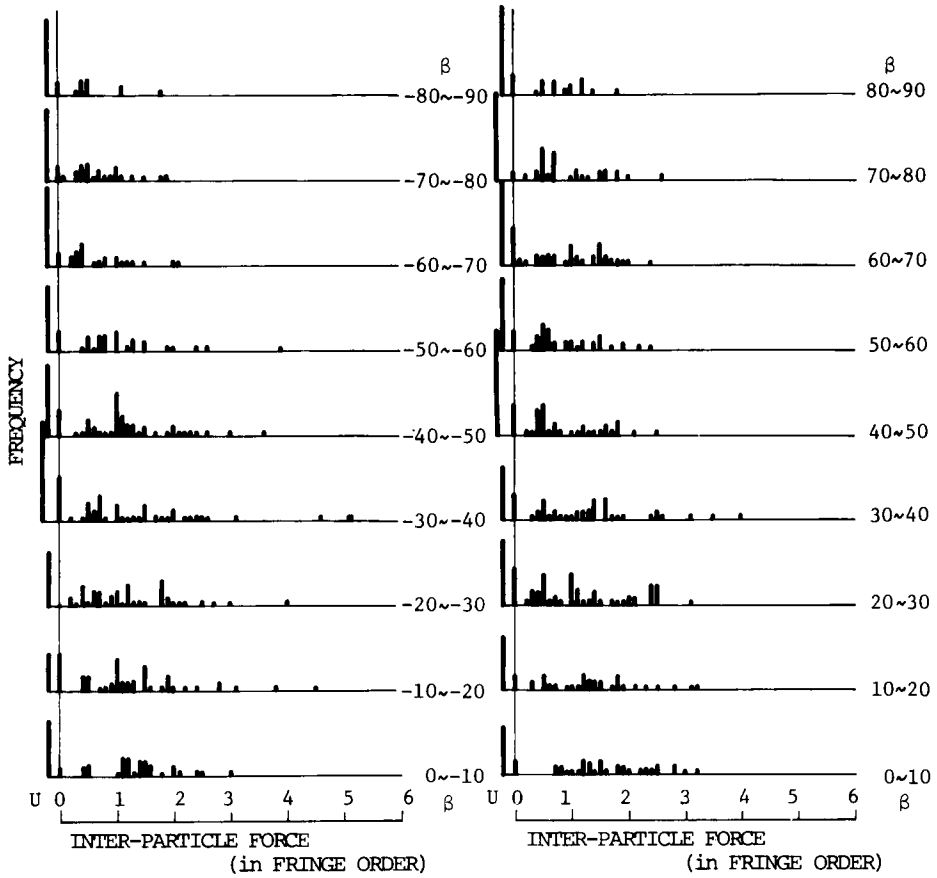 β
−80~−90
−70~−80
−60~−70
−50~−60
−40~−50
−30~−40
−20~−30
−10~−20
0~−10
FREQUENCY
U 0 1 2 3 4 5 6 β
INTER-PARTICLE FORCE
(in FRINGE ORDER)
β
80~90
70~80
60~70
50~60
40~50
30~40
20~30
10~20
0~10
U 0 1 2 3 4 5 6 β
INTER-PARTICLE FORCE
(in FRINGE ORDER)